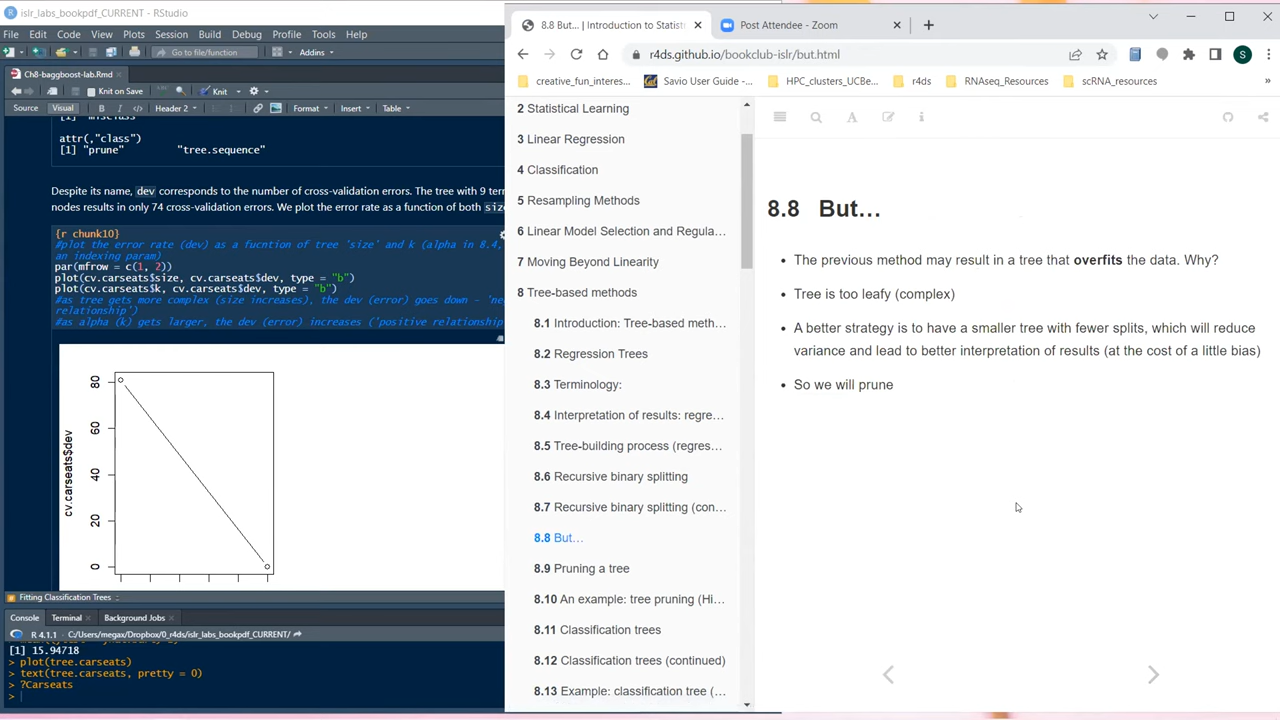 islr_labs_bookpdf_CURRENT - RStudio
File Edit Code View Plots Session Build Debug Profile Tools Help
Go to file/function
Addins
Ch8-baggboost-lab.Rmd
Knit on Save
Knit
Source Visual
Header 2
Format
Insert
Table
attr(,"class")
[1] "prune" "tree.sequence"
Despite its name, dev corresponds to the number of cross-validation errors. The tree with 9 ter
nodes results in only 74 cross-validation errors. We plot the error rate as a function of both siz
{r chunk10}
#plot the error rate (dev) as a fucntion of tree 'size' and k (alpha in 8.4,
an indexing param)
par(mfrow = c(1, 2))
plot(cv.carseats$size, cv.carseats$dev, type = "b")
plot(cv.carseats$k, cv.carseats$dev, type = "b")
#as tree gets more complex (size increases), the dev (error) goes down - 'ne
relationship')
#as alpha (k) gets larger, the dev (error) increases ('positive relationship
cv.carseats$dev
80
60
40
20
0
Fitting Classification Trees
Console Terminal Background Jobs
R 4.1.1 · C:/Users/megax/Dropbox/0_r4ds/islr_labs_bookpdf_CURRENT/
[1] 15.94718
> plot(tree.carseats)
> text(tree.carseats, pretty = 0)
> ?Carseats
>
8.8 But… | Introduction to Statist
Post Attendee - Zoom
r4ds.github.io/bookclub-islr/but.html
S
creative_fun_interes...
Savio User Guide -...
HPC_clusters_UCBe...
r4ds
RNAseq_Resources
scRNA_resources
»
2 Statistical Learning
3 Linear Regression
4 Classification
5 Resampling Methods
6 Linear Model Selection and Regula…
7 Moving Beyond Linearity
8 Tree-based methods
8.1 Introduction: Tree-based meth…
8.2 Regression Trees
8.3 Terminology:
8.4 Interpretation of results: regre…
8.5 Tree-building process (regres…
8.6 Recursive binary splitting
8.7 Recursive binary splitting (con…
8.8 But…
8.9 Pruning a tree
8.10 An example: tree pruning (Hi…
8.11 Classification trees
8.12 Classification trees (continued)
8.13 Example: classification tree (…
8.8 But…
• The previous method may result in a tree that overfits the data. Why?
• Tree is too leafy (complex)
• A better strategy is to have a smaller tree with fewer splits, which will reduce
variance and lead to better interpretation of results (at the cost of a little bias)
• So we will prune